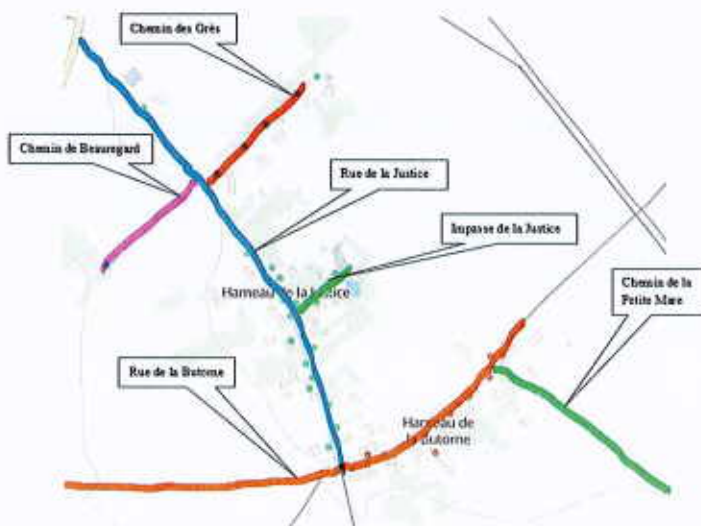 Chemin des Grès
Chemin de Beauregard
Rue de la Justice
Impasse de la Justice
Hameau de la Justice
Chemin de la
Petite Mare
Rue de la Butorne
Hameau de
la Butorne